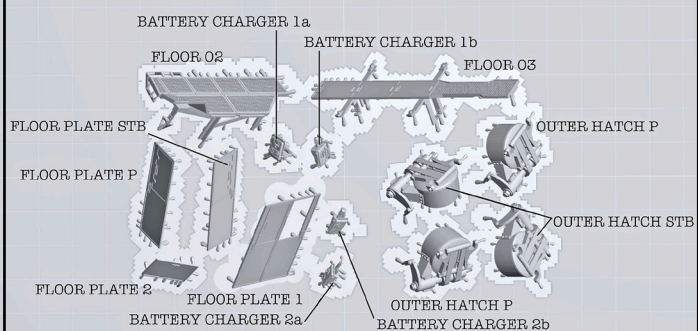 BATTERY CHARGER 1a
BATTERY CHARGER 1b
FLOOR 02
FLOOR 03
FLOOR PLATE STB
OUTER HATCH P
FLOOR PLATE P
OUTER HATCH STB
FLOOR PLATE 2
FLOOR PLATE 1
OUTER HATCH P
BATTERY CHARGER 2a
BATTERY CHARGER 2b